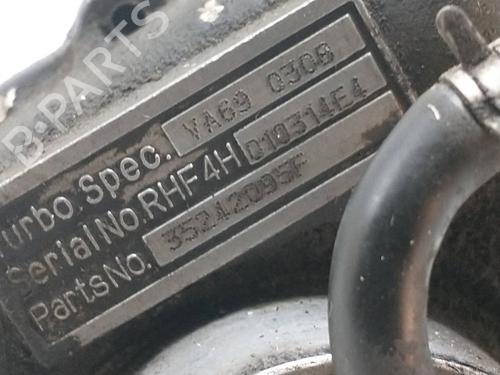 B-PARTS
urbo Spec. VA69 0308
Serial No. RHF4H D10314E4
Parts No. 35242095F